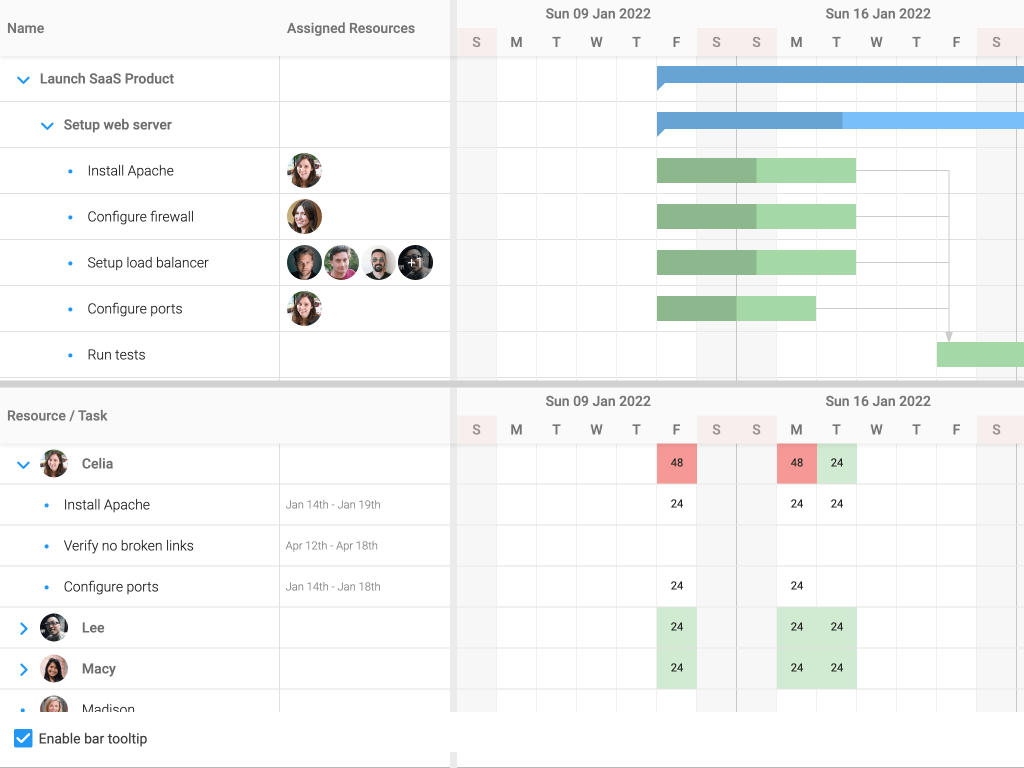 Name Assigned Resources Sun 09 Jan 2022 Sun 16 Jan 2022
S M T W T F S S M T W T F S
Launch SaaS Product
Setup web server
Install Apache
Configure firewall
Setup load balancer +1
Configure ports
Run tests
Resource / Task Sun 09 Jan 2022 Sun 16 Jan 2022
S M T W T F S S M T W T F S
Celia 48 48 24
Install Apache Jan 14th - Jan 19th 24 24 24
Verify no broken links Apr 12th - Apr 18th
Configure ports Jan 14th - Jan 18th 24 24
Lee 24 24 24
Macy 24 24 24
Madison
Enable bar tooltip